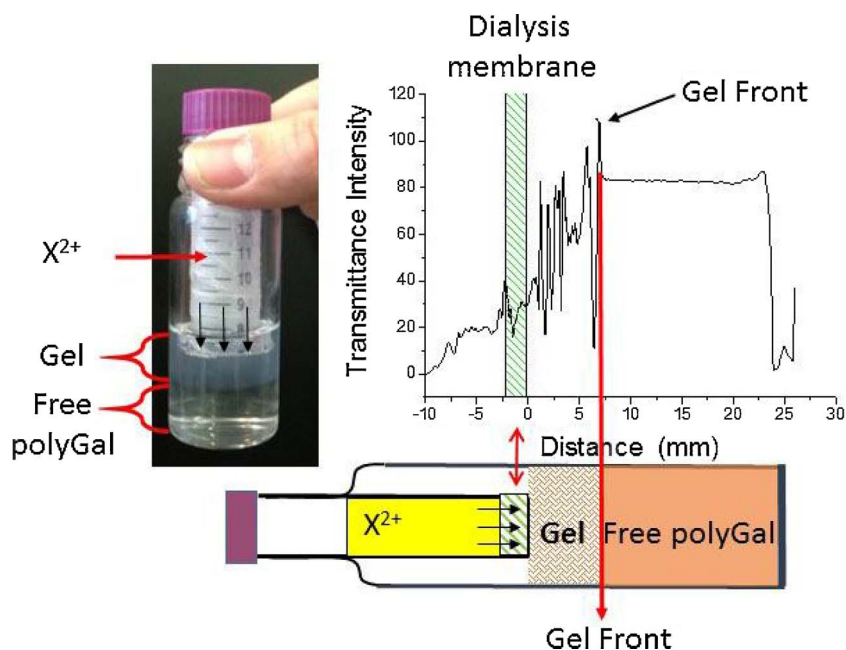 Dialysis
membrane
Gel Front
120
100
80
60
40
20
0
Transmittance Intensity
-10 -5 0 5 10 15 20 25 30
Distance (mm)
12
11
10
9
8
X²⁺
Gel
Free
polyGal
X²⁺
Gel
Free polyGal
Gel Front